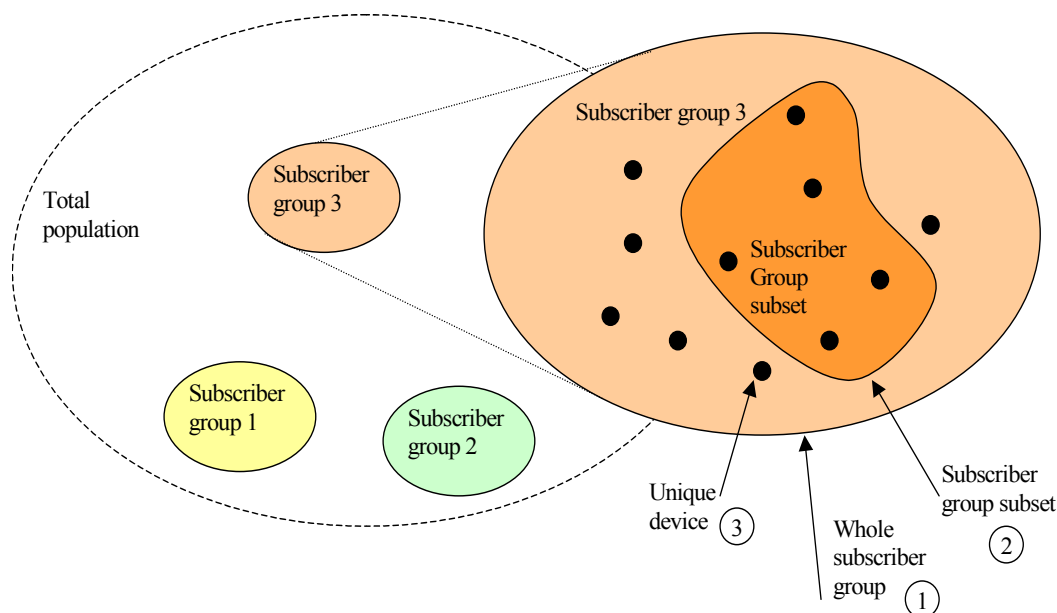 Total
population
Subscriber
group 3
Subscriber
group 1
Subscriber
group 2
Subscriber group 3
Subscriber
Group
subset
Unique
device 3
Whole
subscriber
group 1
Subscriber
group subset
2